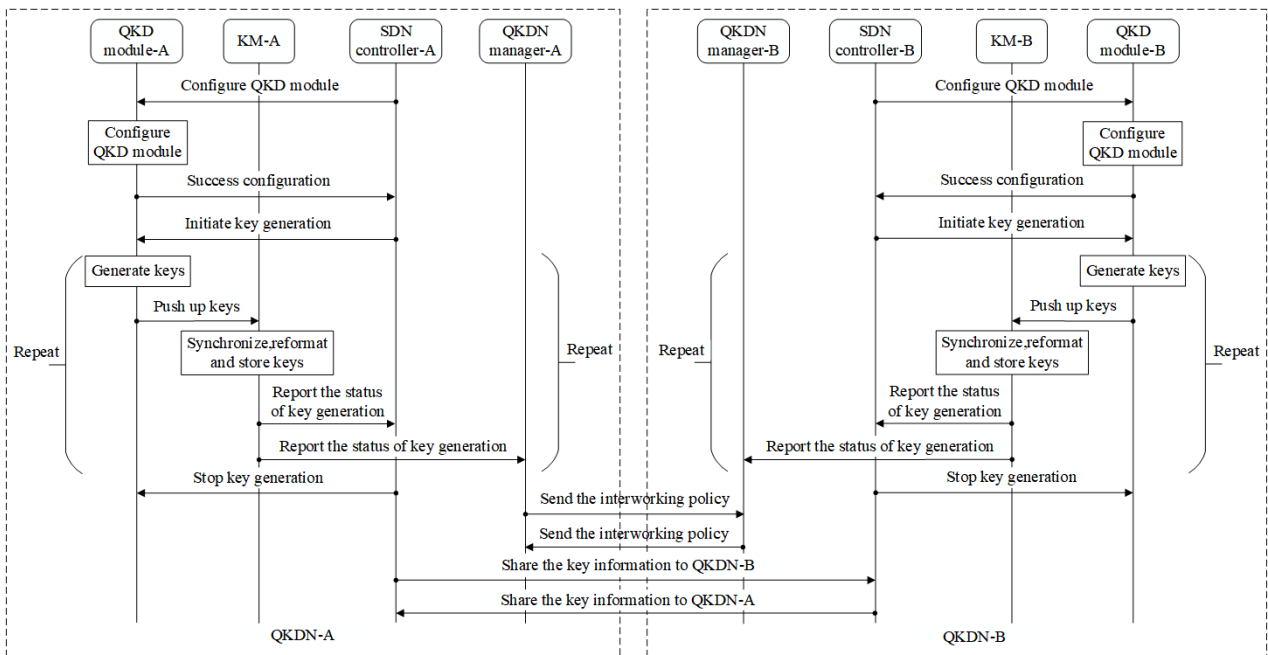 QKD
module-A
KM-A
SDN
controller-A
QKDN
manager-A
QKDN
manager-B
SDN
controller-B
KM-B
QKD
module-B
Configure QKD module
Configure QKD module
Configure
QKD module
Configure
QKD module
Success configuration
Success configuration
Initiate key generation
Initiate key generation
Generate keys
Generate keys
Push up keys
Push up keys
Repeat
Synchronize,reformat
and store keys
Repeat
Repeat
Synchronize,reformat
and store keys
Repeat
Report the status
of key generation
Report the status
of key generation
Report the status of key generation
Report the status of key generation
Stop key generation
Stop key generation
Send the interworking policy
Send the interworking policy
Share the key information to QKDN-B
Share the key information to QKDN-A
QKDN-A
QKDN-B